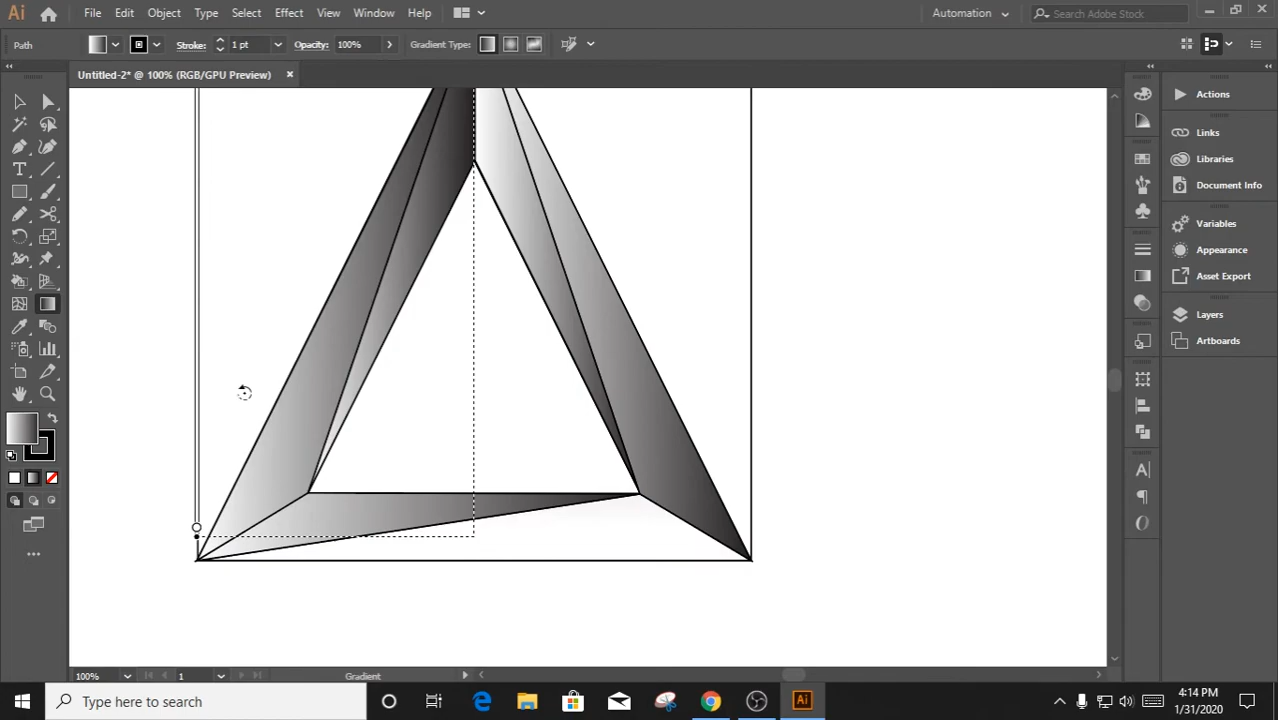 Ai File Edit Object Type Select Effect View Window Help Automation Search Adobe Stock
Path Stroke: 1 pt Opacity: 100% Gradient Type:
Untitled-2* @ 100% (RGB/GPU Preview) ×
Actions
Links
Libraries
Document Info
Variables
Appearance
Asset Export
Layers
Artboards
100% 1 Gradient
Type here to search
Ai
4:14 PM
1/31/2020